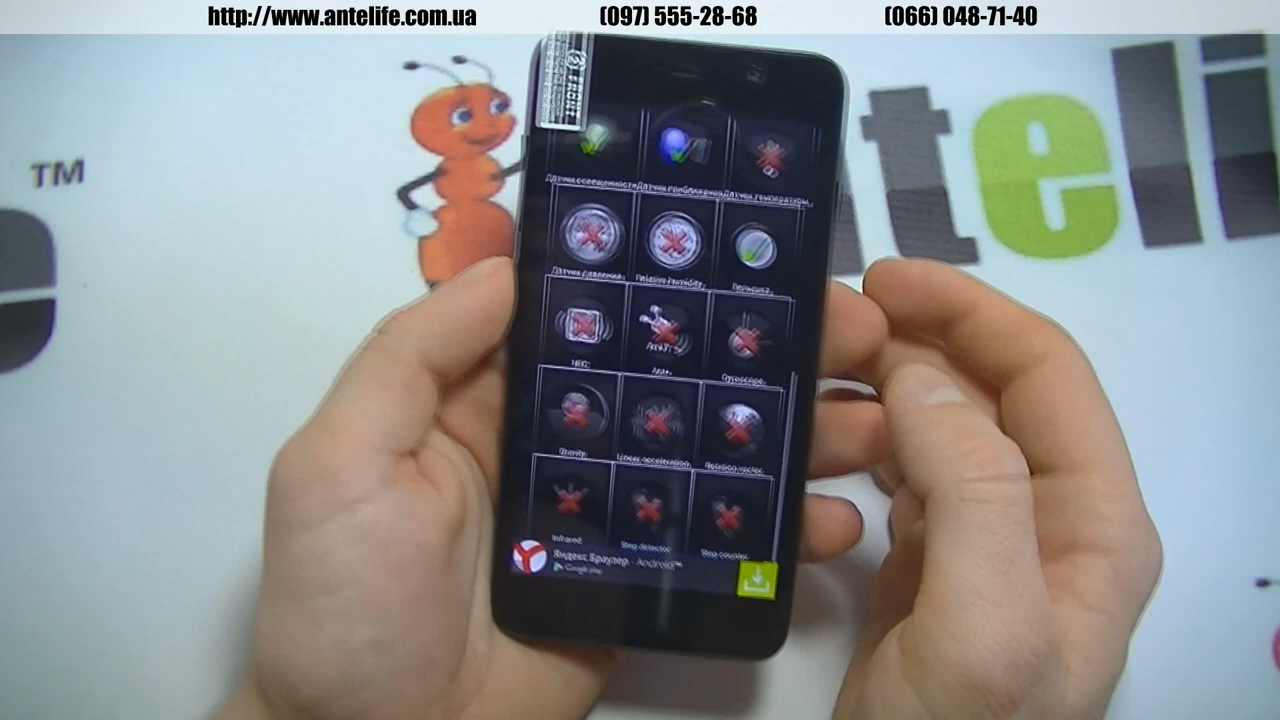 http://www.antelife.com.ua (097) 555-28-68 (066) 048-71-40
TM
nteli
Датчик освещенности Датчик приближения Датчик температуры
Датчик давления Relative humidity Вспышка
NFC Ant+ Gyroscope
Gravity Linear acceleration Rotation vector
Infrared Step detector Step counter
Яндекс.Браузер - Android™
Google play